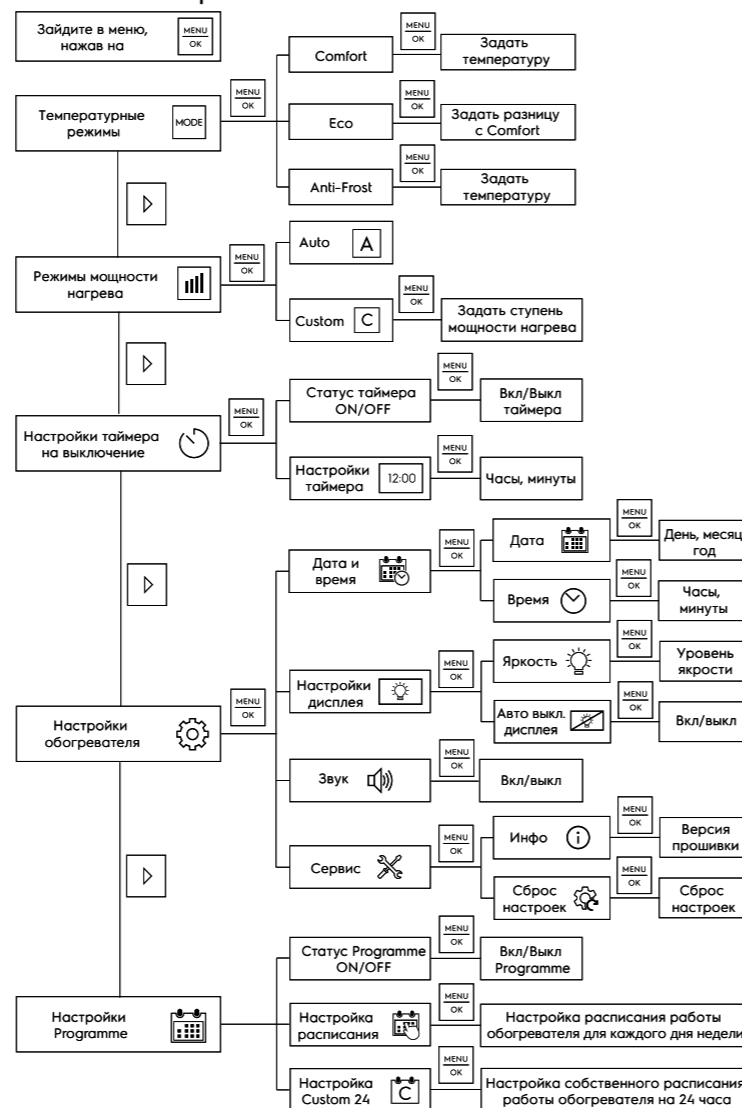 Зайдите в меню,
нажав на
MENU
OK
Температурные
режимы
MODE
MENU
OK
Comfort
MENU
OK
Задать
температуру
Eco
MENU
OK
Задать разницу
с Comfort
Anti-Frost
MENU
OK
Задать
температуру
Режимы мощности
нагрева
MENU
OK
Auto
A
Custom
C
MENU
OK
Задать ступень
мощности нагрева
Настройки таймера
на выключение
MENU
OK
Статус таймера
ON/OFF
MENU
OK
Вкл/Выкл
таймера
Настройки
таймера
12:00
MENU
OK
Часы, минуты
Настройки
обогревателя
MENU
OK
Дата и
время
MENU
OK
Дата
MENU
OK
День, месяц
год
Время
MENU
OK
Часы,
минуты
Настройки
дисплея
MENU
OK
Яркость
MENU
OK
Уровень
якрости
Авто выкл.
дисплея
MENU
OK
Вкл/выкл
Звук
MENU
OK
Вкл/выкл
Сервис
MENU
OK
Инфо
i
MENU
OK
Версия
прошивки
Сброс
настроек
MENU
OK
Сброс
настроек
Настройки
Programme
Статус Programme
ON/OFF
MENU
OK
Вкл/Выкл
Programme
Настройка
расписания
MENU
OK
Настройка расписания работы
обогревателя для каждого дня недели
Настройка
Custom 24
C
MENU
OK
Настройка собственного расписания
работы обогревателя на 24 часа